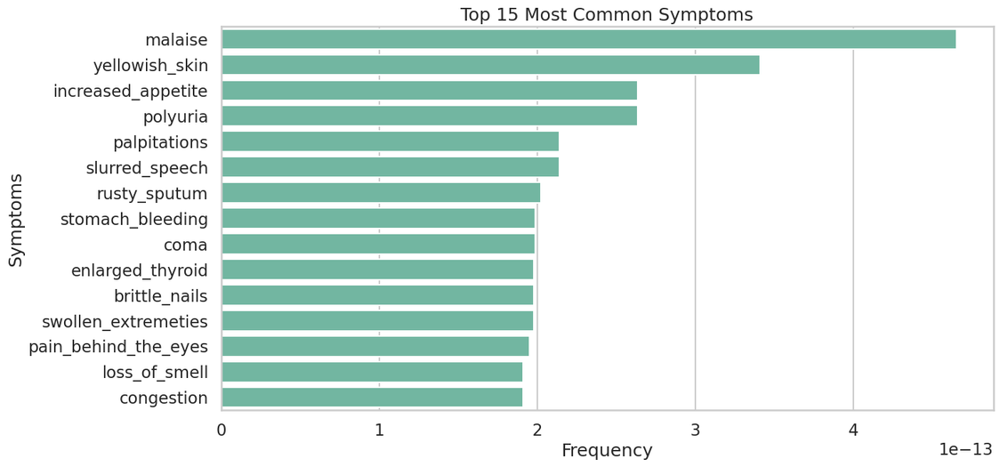 Top 15 Most Common Symptoms
malaise
yellowish_skin
increased_appetite
polyuria
palpitations
slurred_speech
rusty_sputum
stomach_bleeding
coma
enlarged_thyroid
brittle_nails
swollen_extremeties
pain_behind_the_eyes
loss_of_smell
congestion
Symptoms
0 1 2 3 4
1e−13
Frequency